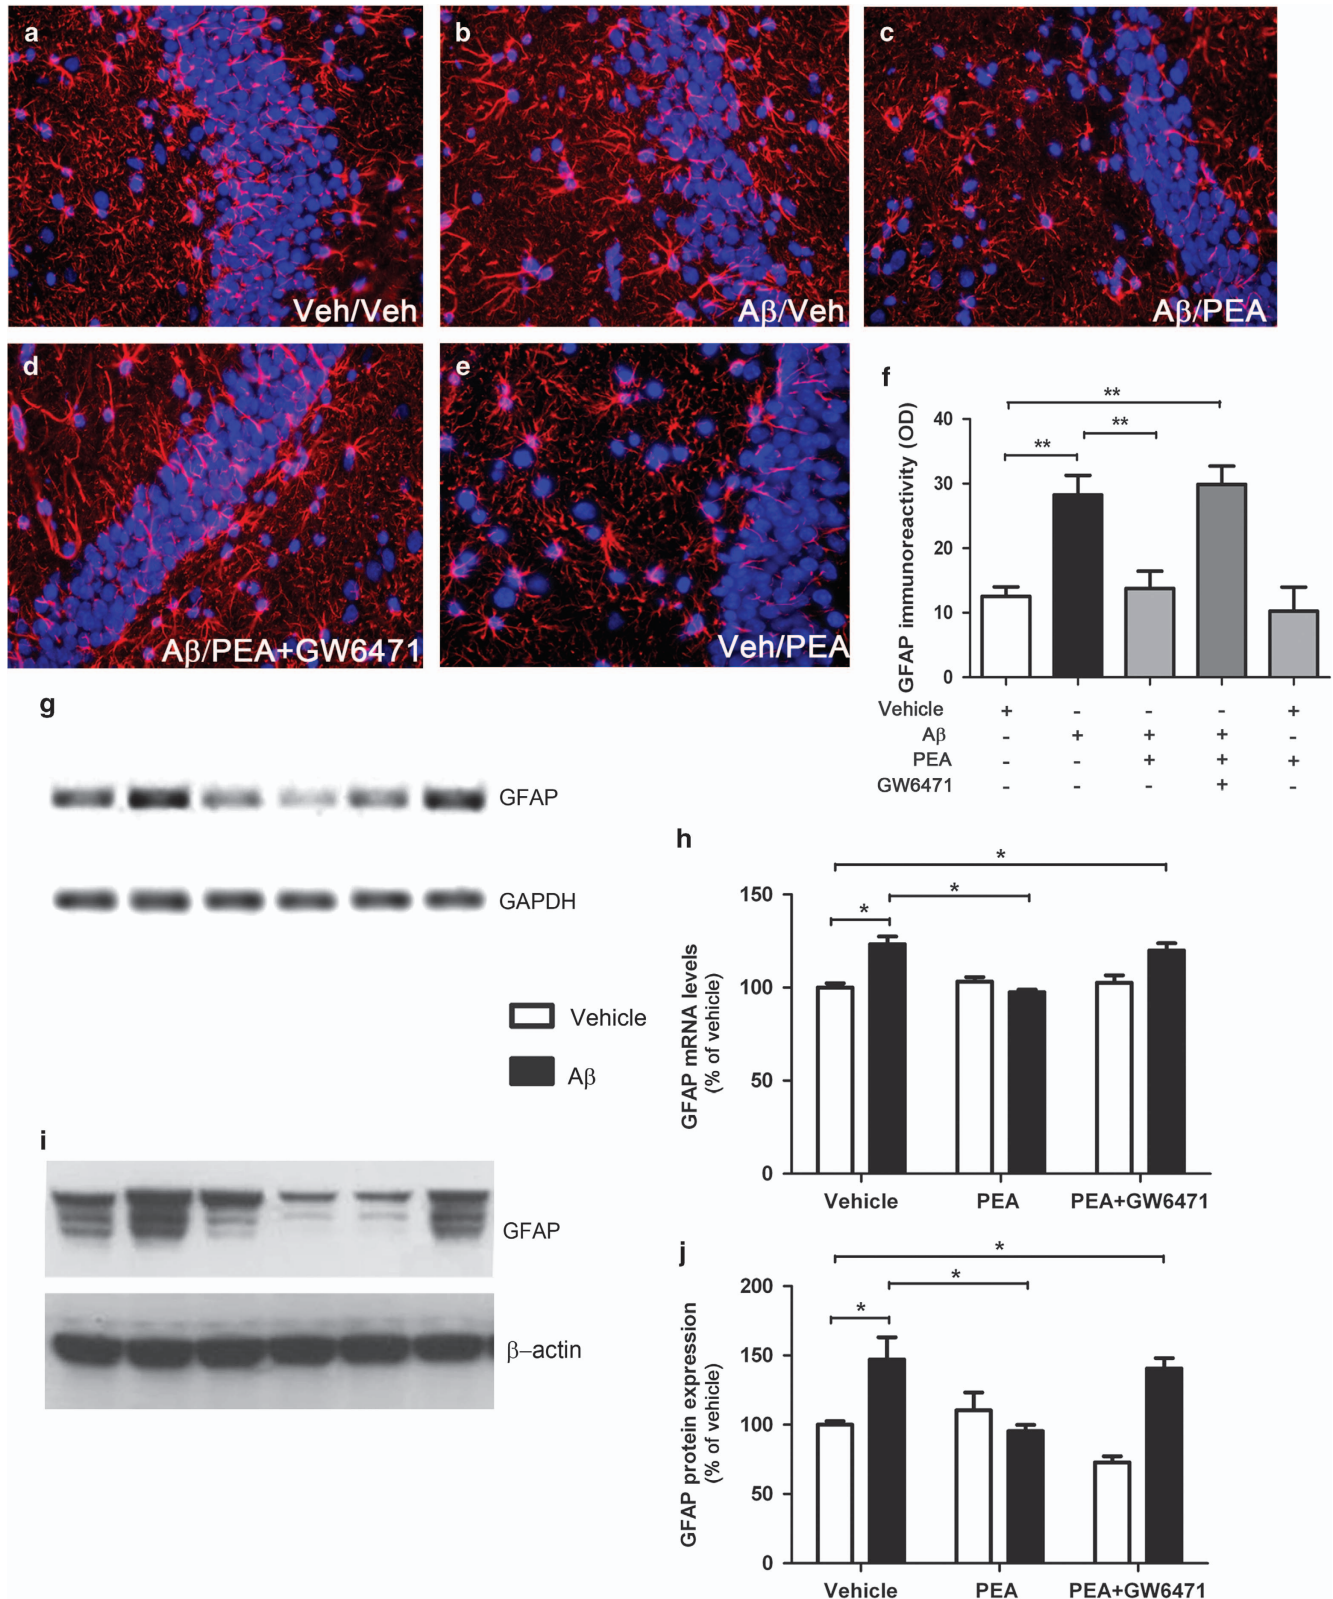 a
Veh/Veh
b
Aβ/Veh
c
Aβ/PEA
d
Aβ/PEA+GW6471
e
Veh/PEA
f
GFAP immunoreactivity (OD)
40
30
20
10
0
**
**
**
Vehicle + - - - +
Aβ - + + + -
PEA - - + + +
GW6471 - - - + -
g
GFAP
GAPDH
Vehicle
Aβ
h
GFAP mRNA levels
(% of vehicle)
150
100
50
0
*
*
*
Vehicle PEA PEA+GW6471
i
GFAP
β–actin
j
GFAP protein expression
(% of vehicle)
200
150
100
50
0
*
*
*
Vehicle PEA PEA+GW6471